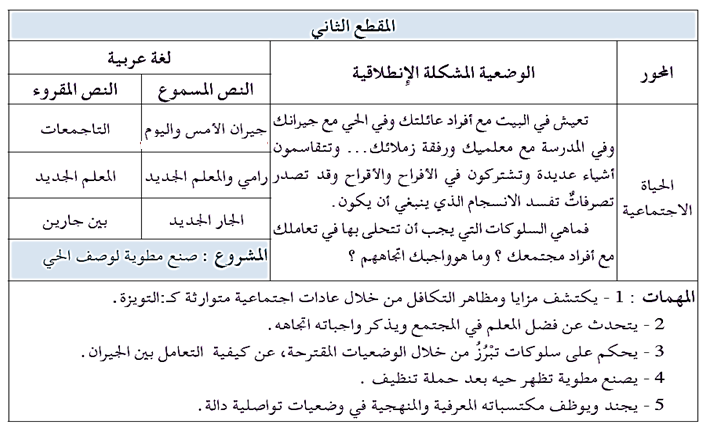 المقطع الثاني
المحور
الوضعية المشكلة الإنطلاقية
لغة عربية
النص المسموع
النص المقروء
الحياة
الاجتماعية
تعيش في البيت مع أفراد عائلتك وفي الحي مع جيرانك
وفي المدرسة مع معلميك ورفقة زملائك... وتتقاسمون
أشياء عديدة وتشتركون في الأفراح والأقراح وقد تصدر
تصرفاتٌ تفسد الانسجام الذي ينبغي أن يكون.
فماهي السلوكات التي يجب أن تتحلى بها في تعاملك
مع أفراد مجتمعك ؟ وما هوواجبك اتجاههم ؟
جيران الأمس واليوم
التاجمعات
رامي والمعلم الجديد
المعلم الجديد
الجار الجديد
بين جارين
المشروع : صنع مطوية لوصف الحي
المهمات : 1 - يكتشف مزايا ومظاهر التكافل من خلال عادات اجتماعية متوارثة كـ:التويزة.
2 - يتحدث عن فضل المعلم في المجتمع ويذكر واجباته اتجاهه.
3 - يحكم على سلوكات تبْرُزُ من خلال الوضعيات المقترحة، عن كيفية التعامل بين الجيران.
4 - يصنع مطوية تظهر حيه بعد حملة تنظيف .
5 - يجند ويوظف مكتسباته المعرفية والمنهجية في وضعيات تواصلية دالة.